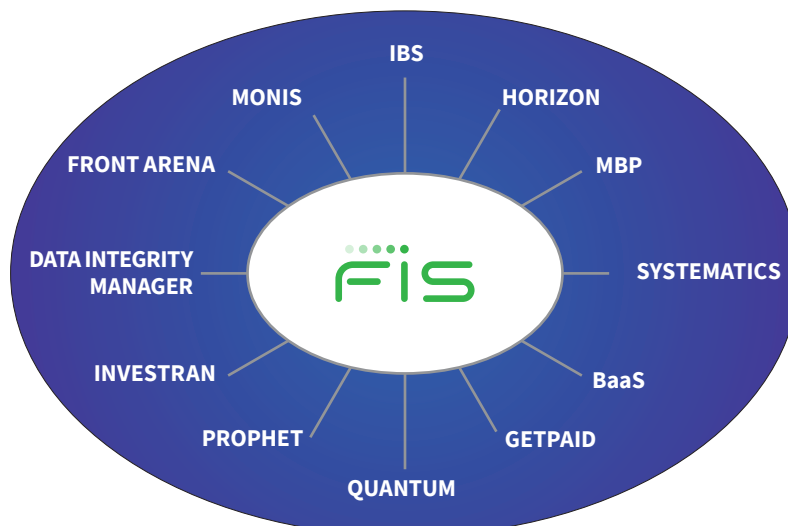 IBS
MONIS
HORIZON
FRONT ARENA
MBP
DATA INTEGRITY
MANAGER
FIS
SYSTEMATICS
INVESTRAN
BaaS
PROPHET
GETPAID
QUANTUM